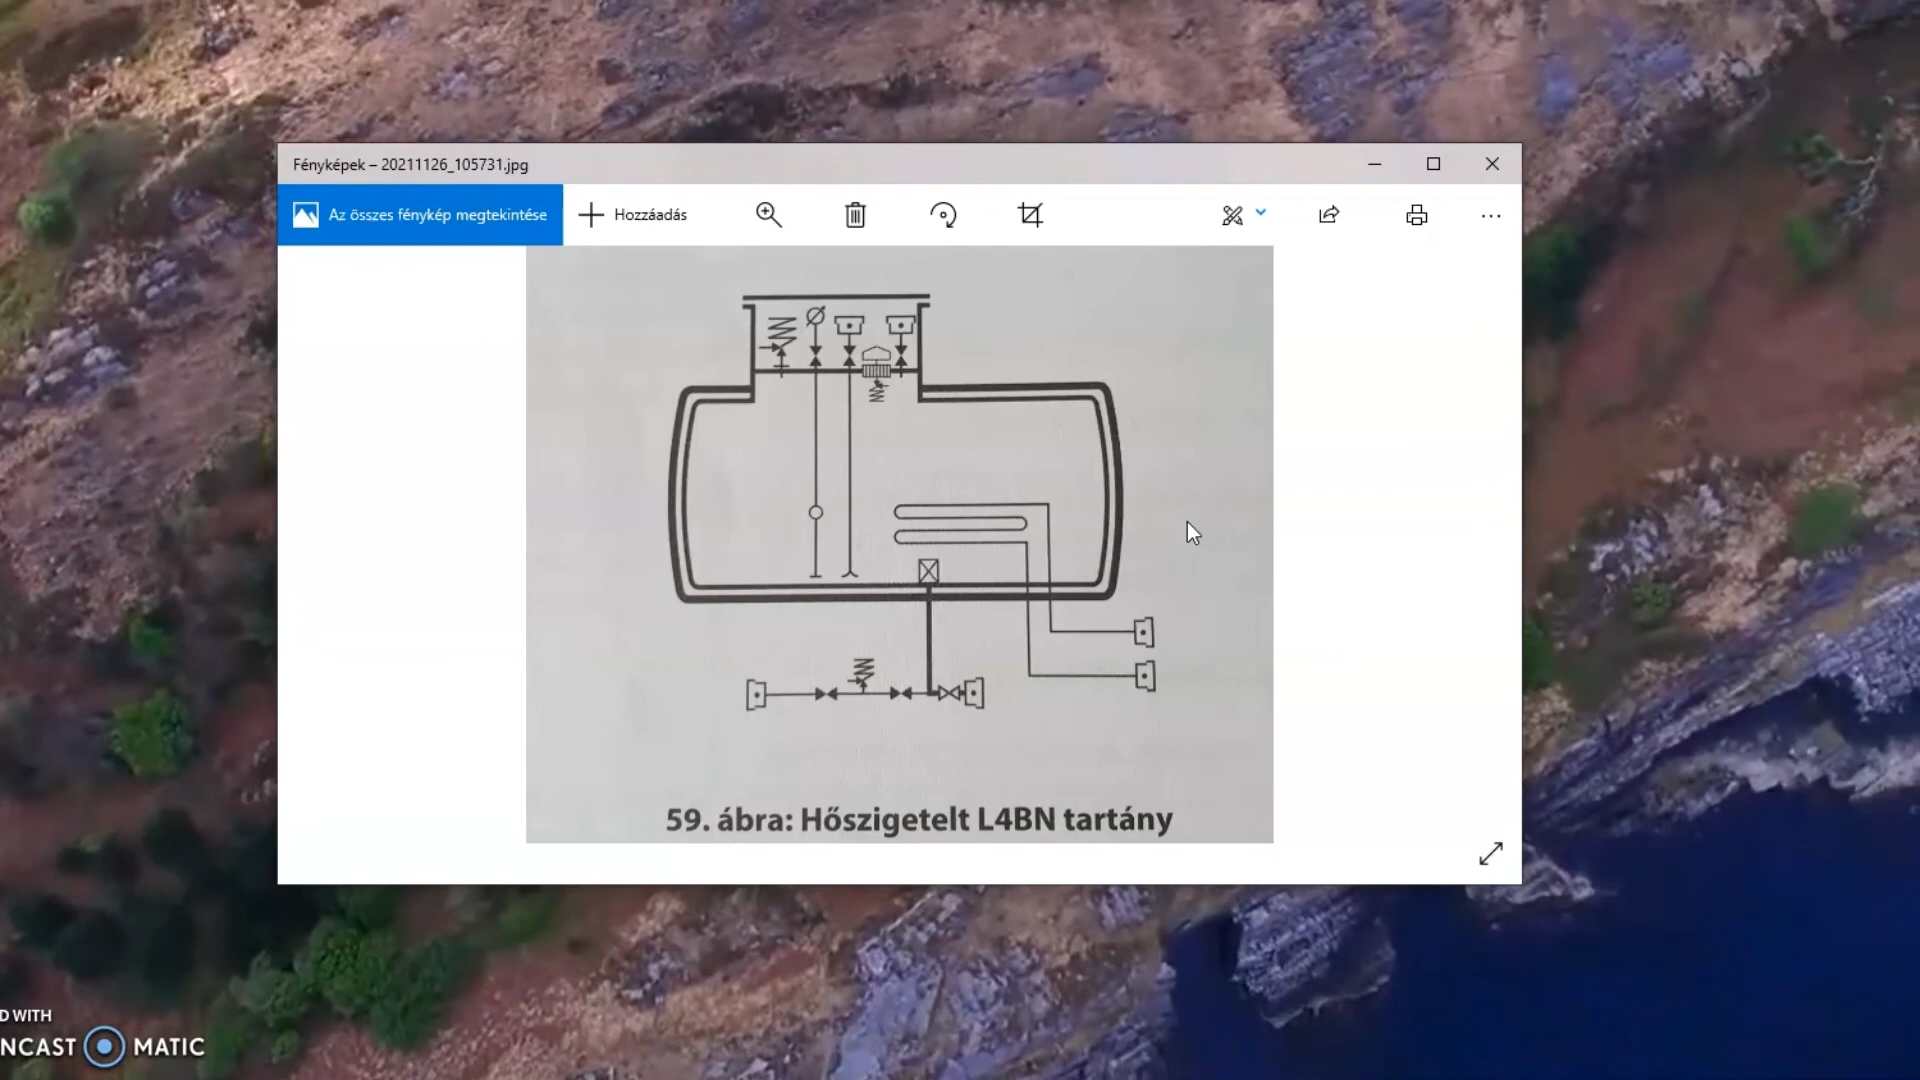 Fényképek – 20211126_105731.jpg
Az összes fénykép megtekintése
Hozzáadás
59. ábra: Hőszigetelt L4BN tartány
D WITH
NCAST MATIC